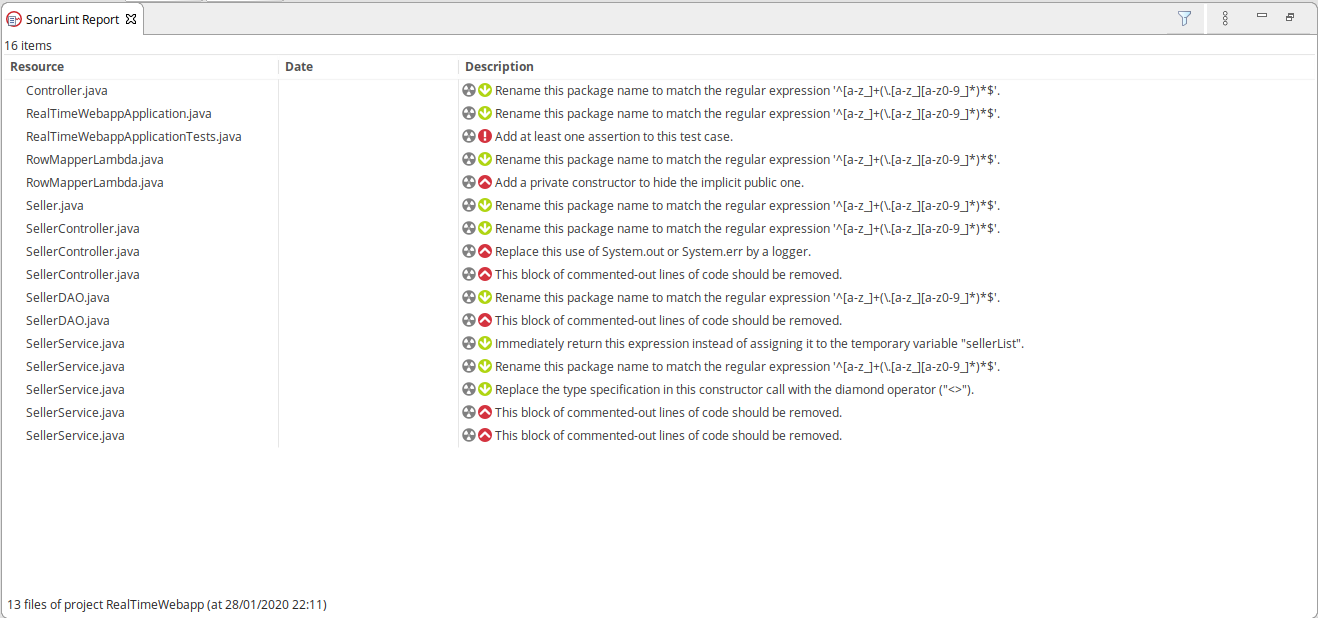 SonarLint Report
16 items
Resource Date Description
Controller.java Rename this package name to match the regular expression '^[a-z_]+(\.[a-z_][a-z0-9_]*)*$'.
RealTimeWebappApplication.java Rename this package name to match the regular expression '^[a-z_]+(\.[a-z_][a-z0-9_]*)*$'.
RealTimeWebappApplicationTests.java Add at least one assertion to this test case.
RowMapperLambda.java Rename this package name to match the regular expression '^[a-z_]+(\.[a-z_][a-z0-9_]*)*$'.
RowMapperLambda.java Add a private constructor to hide the implicit public one.
Seller.java Rename this package name to match the regular expression '^[a-z_]+(\.[a-z_][a-z0-9_]*)*$'.
SellerController.java Rename this package name to match the regular expression '^[a-z_]+(\.[a-z_][a-z0-9_]*)*$'.
SellerController.java Replace this use of System.out or System.err by a logger.
SellerController.java This block of commented-out lines of code should be removed.
SellerDAO.java Rename this package name to match the regular expression '^[a-z_]+(\.[a-z_][a-z0-9_]*)*$'.
SellerDAO.java This block of commented-out lines of code should be removed.
SellerService.java Immediately return this expression instead of assigning it to the temporary variable "sellerList".
SellerService.java Rename this package name to match the regular expression '^[a-z_]+(\.[a-z_][a-z0-9_]*)*$'.
SellerService.java Replace the type specification in this constructor call with the diamond operator ("<>").
SellerService.java This block of commented-out lines of code should be removed.
SellerService.java This block of commented-out lines of code should be removed.
13 files of project RealTimeWebapp (at 28/01/2020 22:11)